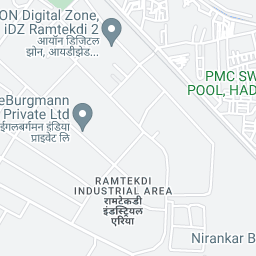 ON Digital Zone,
iDZ Ramtekdi 2
आयॉन डिजिटल
झोन, आयडीझेड...
PMC SW
POOL, HAD
eBurgmann
Private Ltd
ईगलबर्गमन इंडिया
प्राइवेट लि
RAMTEKDI
INDUSTRIAL AREA
रामटेकडी
इंडस्ट्रियल
एरिया
Nirankar B